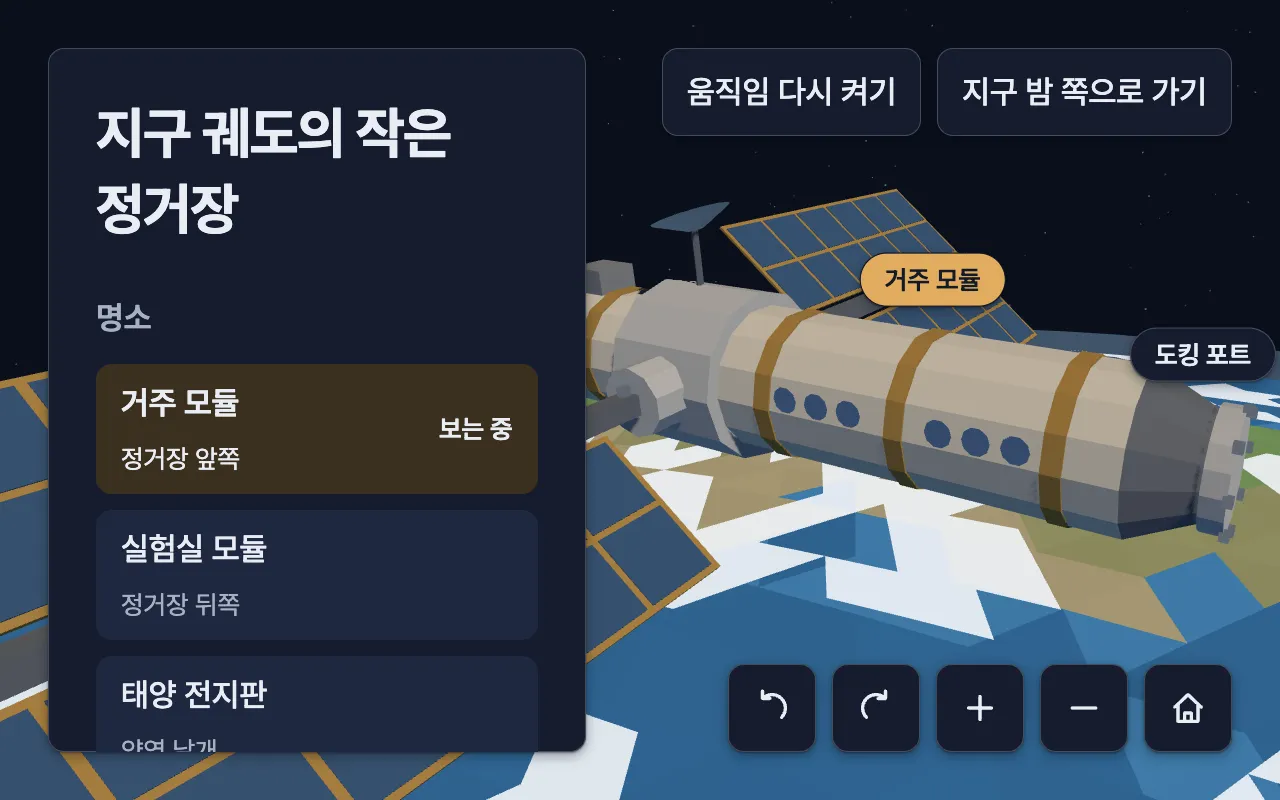 지구 궤도의 작은
정거장
명소
거주 모듈
정거장 앞쪽
보는 중
실험실 모듈
정거장 뒤쪽
태양 전지판
움직임 다시 켜기
지구 밤 쪽으로 가기
거주 모듈
도킹 포트